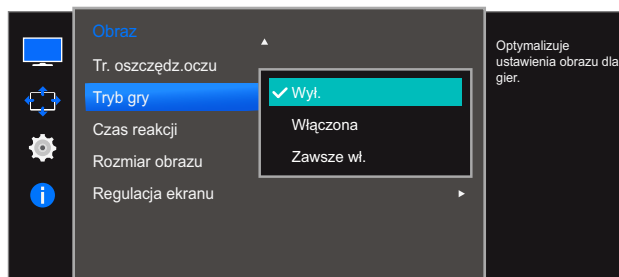 Obraz
Tr. oszczędz.oczu
Tryb gry
Czas reakcji
Rozmiar obrazu
Regulacja ekranu
Wył.
Włączona
Zawsze wł.
Optymalizuje
ustawienia obrazu dla
gier.